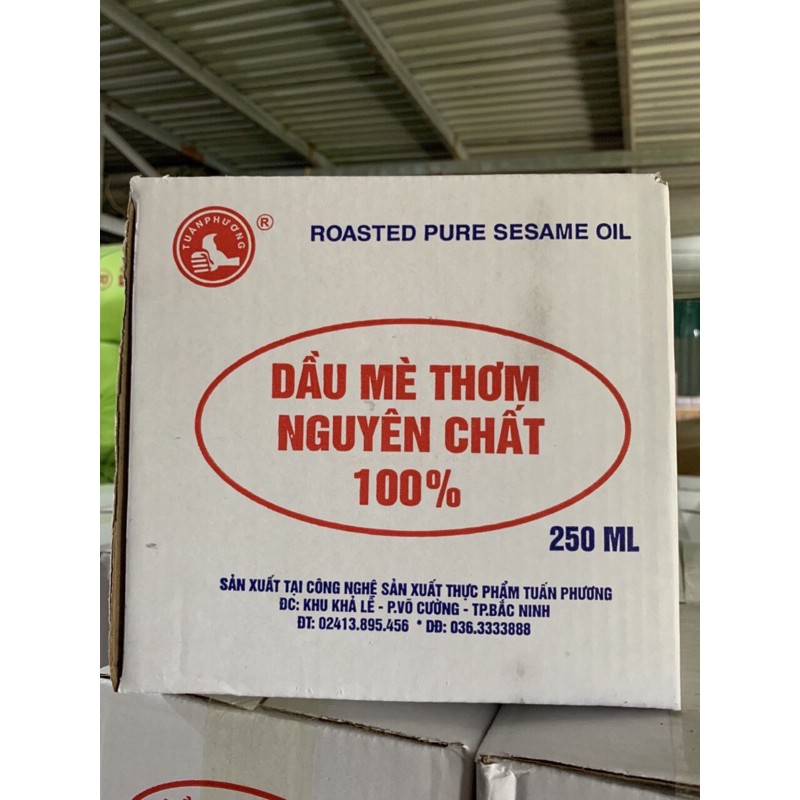 TUẤN PHƯƠNG ®
ROASTED PURE SESAME OIL
DẦU MÈ THƠM
NGUYÊN CHẤT
100%
250 ML
SẢN XUẤT TẠI CÔNG NGHỆ SẢN XUẤT THỰC PHẨM TUẤN PHƯƠNG
ĐC: KHU KHẢ LỄ - P.VÕ CƯỜNG - TP.BẮC NINH
ĐT: 02413.895.456 * DĐ: 036.3333888